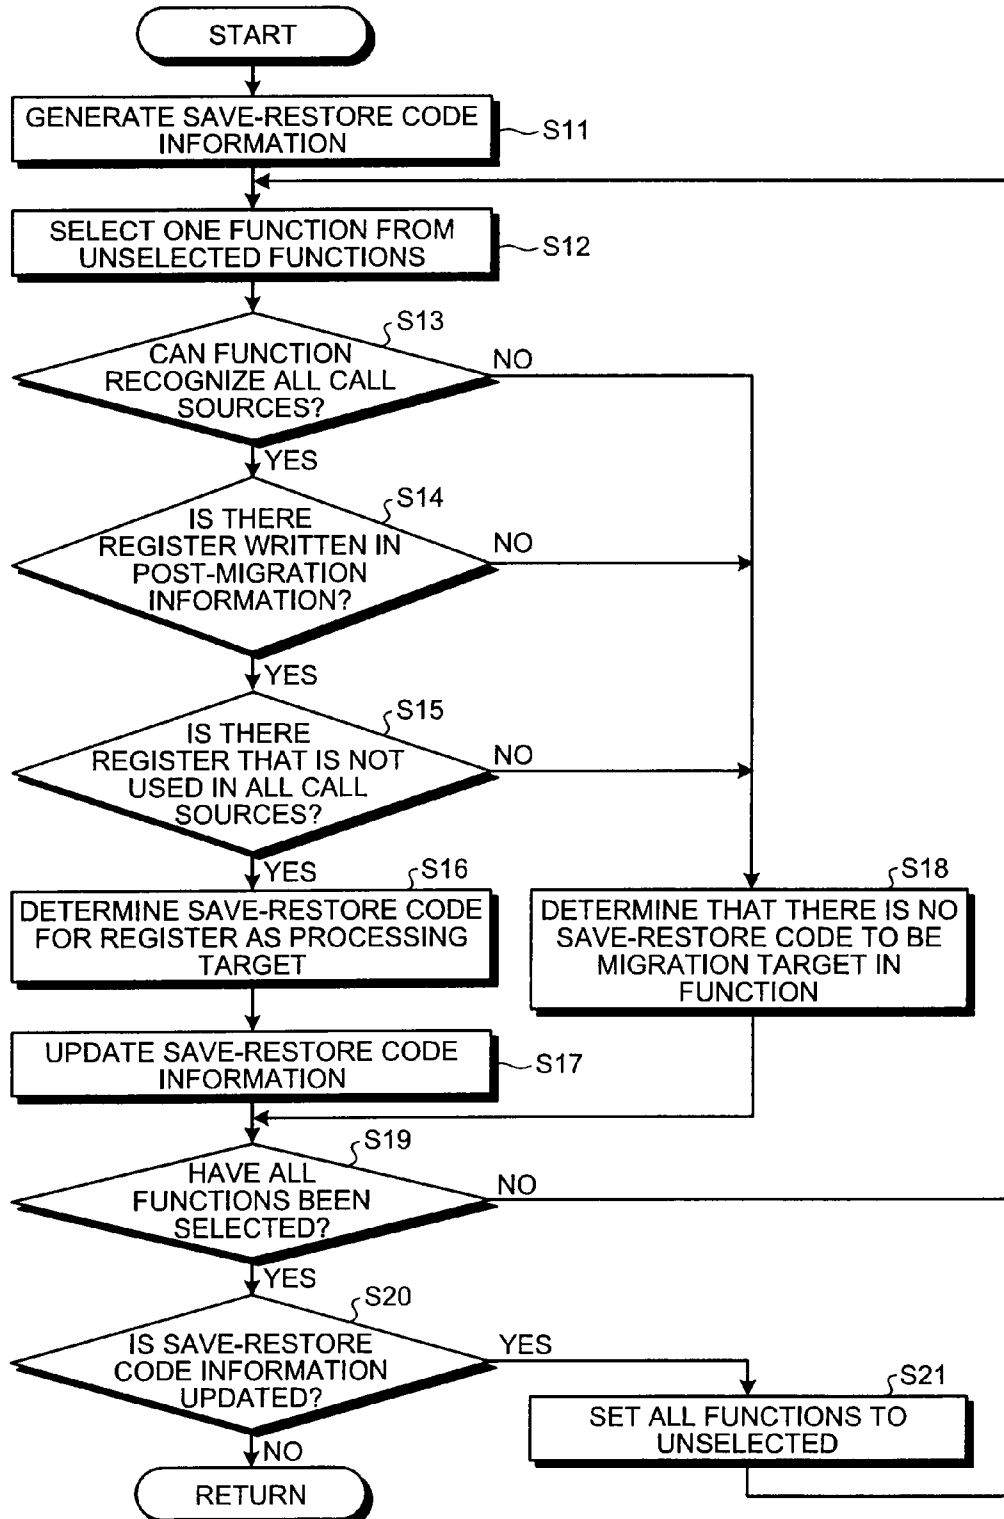 START
GENERATE SAVE-RESTORE CODE
INFORMATION
S11
SELECT ONE FUNCTION FROM
UNSELECTED FUNCTIONS
S12
S13
CAN FUNCTION
RECOGNIZE ALL CALL
SOURCES?
NO
YES
S14
IS THERE
REGISTER WRITTEN IN
POST-MIGRATION
INFORMATION?
NO
YES
S15
IS THERE
REGISTER THAT IS NOT
USED IN ALL CALL
SOURCES?
NO
YES
S16
DETERMINE SAVE-RESTORE CODE
FOR REGISTER AS PROCESSING
TARGET
S18
DETERMINE THAT THERE IS NO
SAVE-RESTORE CODE TO BE
MIGRATION TARGET IN
FUNCTION
UPDATE SAVE-RESTORE CODE
INFORMATION
S17
S19
HAVE ALL
FUNCTIONS BEEN
SELECTED?
NO
YES
S20
IS SAVE-RESTORE
CODE INFORMATION
UPDATED?
YES
S21
SET ALL FUNCTIONS TO
UNSELECTED
NO
RETURN